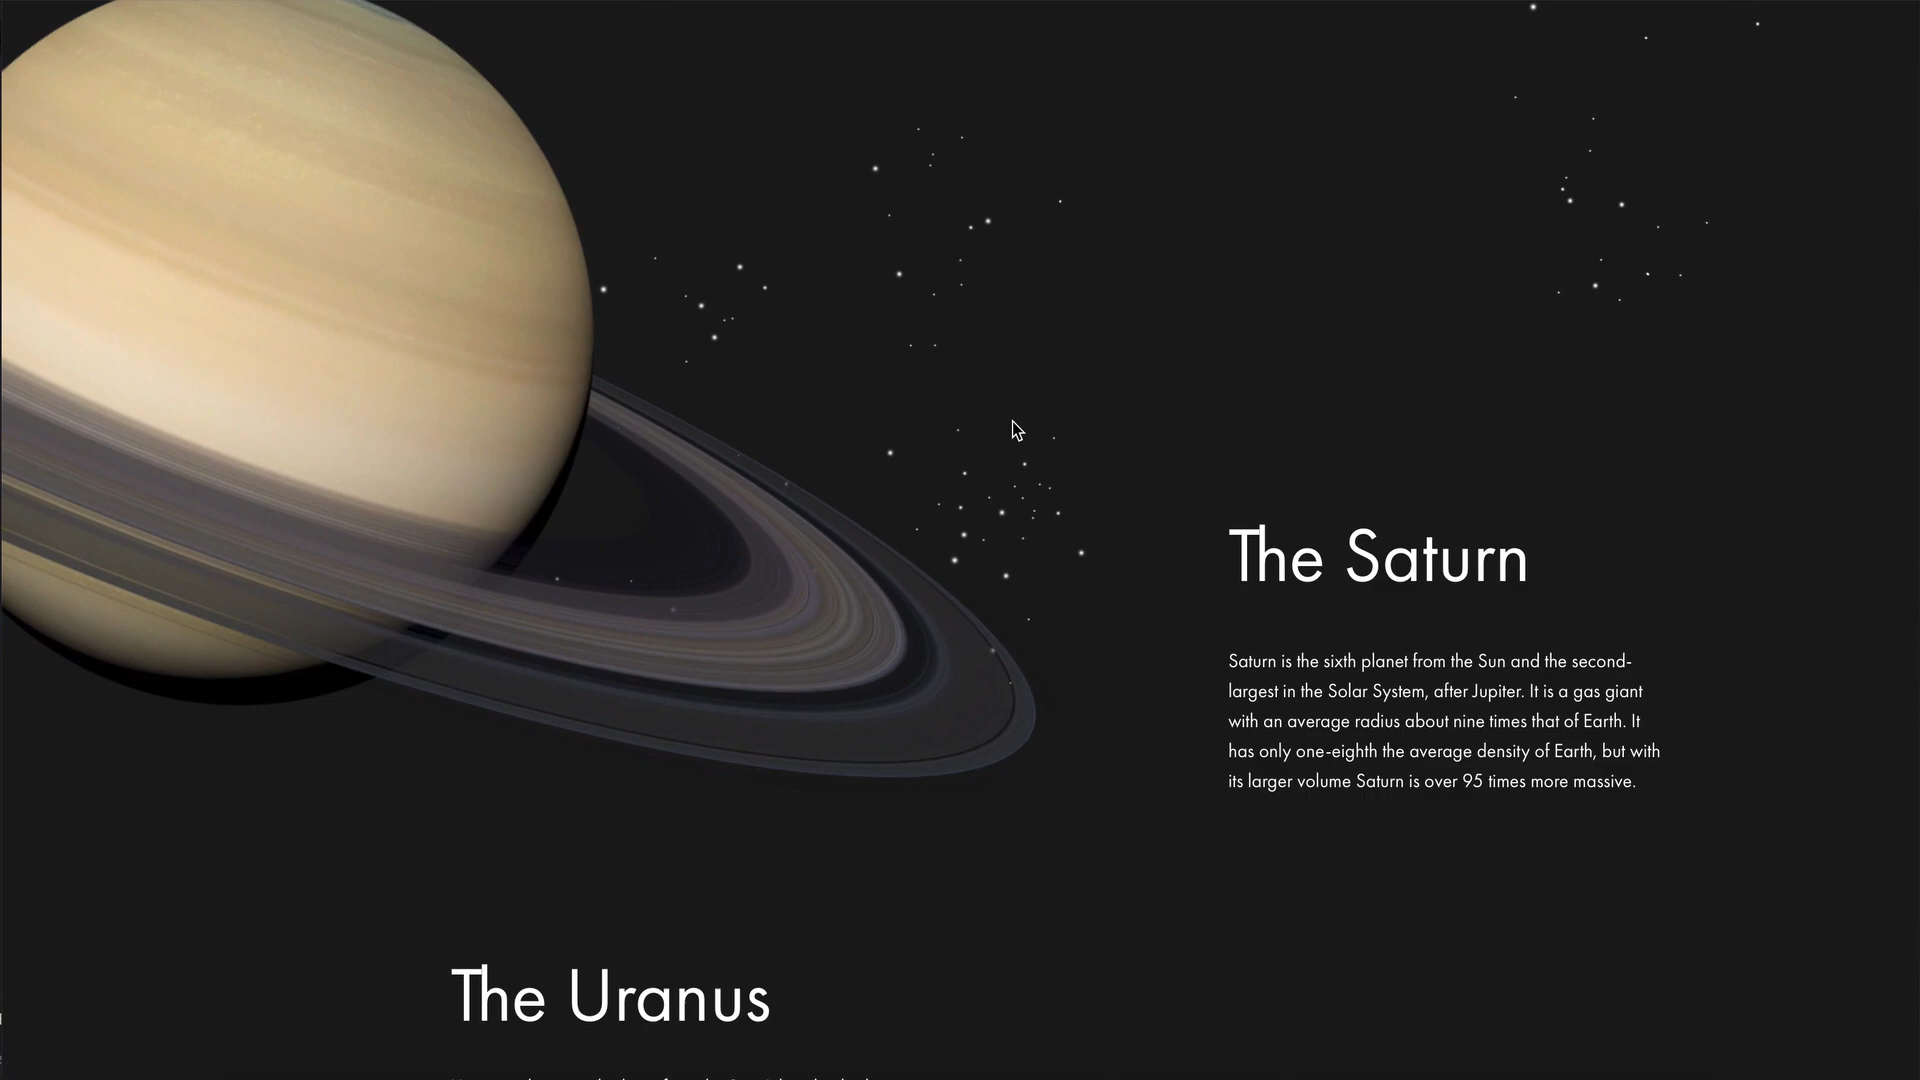 The Saturn
Saturn is the sixth planet from the Sun and the second-
largest in the Solar System, after Jupiter. It is a gas giant
with an average radius about nine times that of Earth. It
has only one-eighth the average density of Earth, but with
its larger volume Saturn is over 95 times more massive.
The Uranus